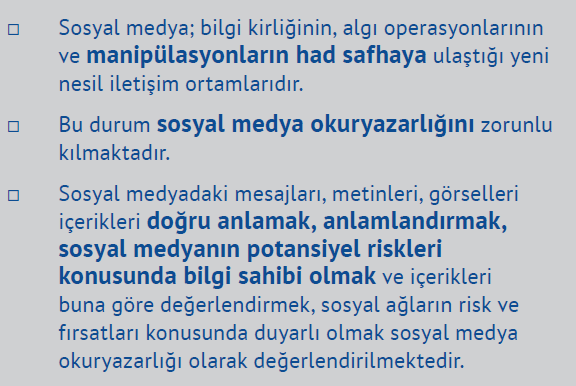 □ Sosyal medya; bilgi kirliğinin, algı operasyonlarının
ve manipülasyonların had safhaya ulaştığı yeni
nesil iletişim ortamlarıdır.
□ Bu durum sosyal medya okuryazarlığını zorunlu
kılmaktadır.
□ Sosyal medyadaki mesajları, metinleri, görselleri
içerikleri doğru anlamak, anlamlandırmak,
sosyal medyanın potansiyel riskleri
konusunda bilgi sahibi olmak ve içerikleri
buna göre değerlendirmek, sosyal ağların risk ve
fırsatları konusunda duyarlı olmak sosyal medya
okuryazarlığı olarak değerlendirilmektedir.